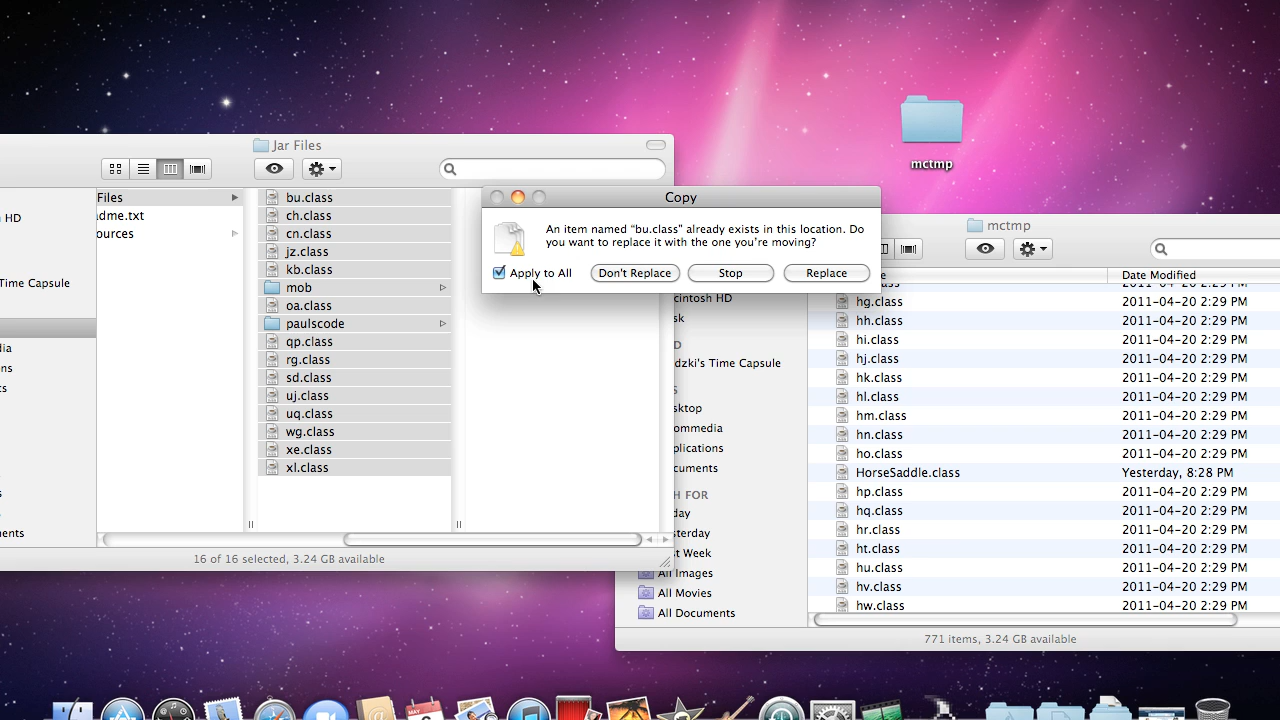 Jar Files
Files
dme.txt
ources
HD
Time Capsule
dia
ns
ts
s
ments
bu.class
ch.class
cn.class
jz.class
kb.class
mob
oa.class
paulscode
qp.class
rg.class
sd.class
uj.class
uq.class
wg.class
xe.class
xl.class
16 of 16 selected, 3.24 GB available
Copy
An item named “bu.class” already exists in this location. Do
you want to replace it with the one you’re moving?
Apply to All
Don't Replace
Stop
Replace
mctmp
mctmp
e
Date Modified
cintosh HD
sk
D
dzki's Time Capsule
S
sktop
ommedia
plications
cuments
H FOR
day
sterday
st Week
All Images
All Movies
All Documents
.class 2011-04-20 2:29 PM
hg.class 2011-04-20 2:29 PM
hh.class 2011-04-20 2:29 PM
hi.class 2011-04-20 2:29 PM
hj.class 2011-04-20 2:29 PM
hk.class 2011-04-20 2:29 PM
hl.class 2011-04-20 2:29 PM
hm.class 2011-04-20 2:29 PM
hn.class 2011-04-20 2:29 PM
ho.class 2011-04-20 2:29 PM
HorseSaddle.class Yesterday, 8:28 PM
hp.class 2011-04-20 2:29 PM
hq.class 2011-04-20 2:29 PM
hr.class 2011-04-20 2:29 PM
ht.class 2011-04-20 2:29 PM
hu.class 2011-04-20 2:29 PM
hv.class 2011-04-20 2:29 PM
hw.class 2011-04-20 2:29 PM
771 items, 3.24 GB available